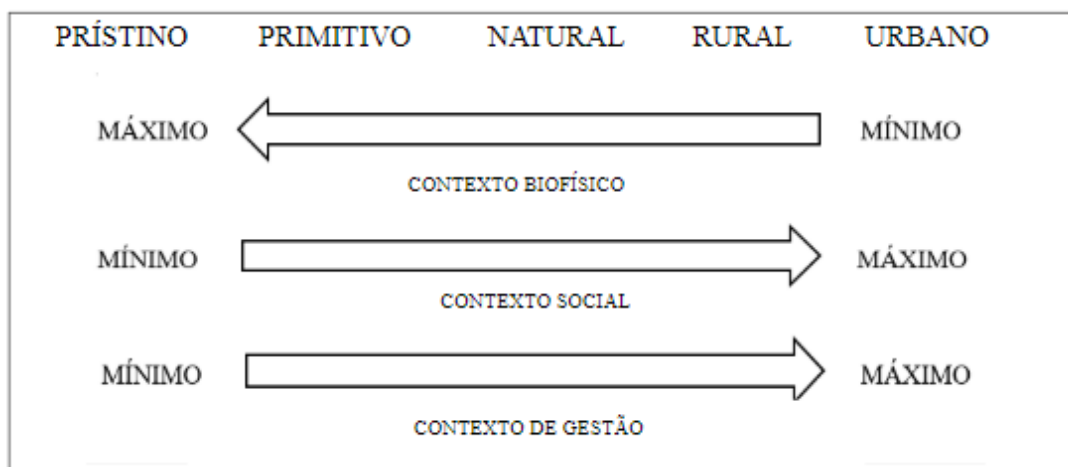 PRÍSTINO PRIMITIVO NATURAL RURAL URBANO
MÁXIMO MÍNIMO
CONTEXTO BIOFÍSICO
MÍNIMO MÁXIMO
CONTEXTO SOCIAL
MÍNIMO MÁXIMO
CONTEXTO DE GESTÃO